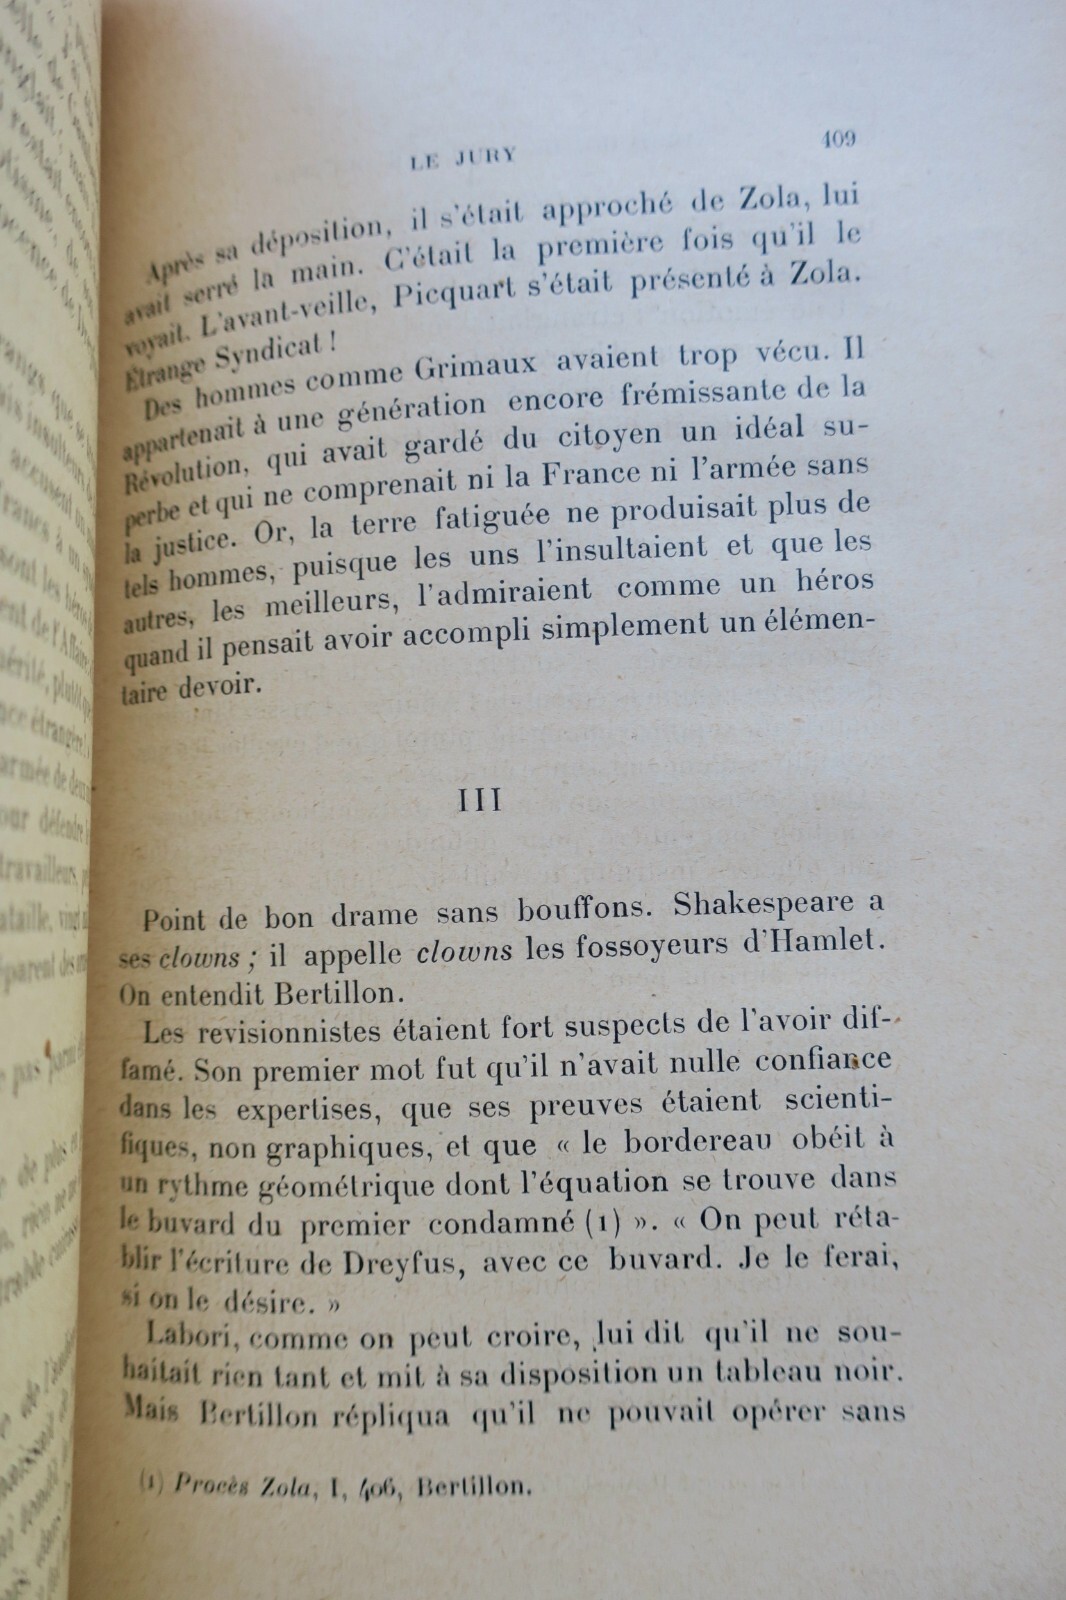 LE JURY
409
Après sa déposition, il s'était approché de Zola, lui
avait serré la main. C'était la première fois qu'il le
voyait. L'avant-veille, Picquart s'était présenté à Zola.
Étrange Syndicat !
Des hommes comme Grimaux avaient trop vécu. Il
appartenait à une génération encore frémissante de la
Révolution, qui avait gardé du citoyen un idéal su-
perbe et qui ne comprenait ni la France ni l'armée sans
la justice. Or, la terre fatiguée ne produisait plus de
tels hommes, puisque les uns l'insultaient et que les
autres, les meilleurs, l'admiraient comme un héros
quand il pensait avoir accompli simplement un élémen-
taire devoir.
III
Point de bon drame sans bouffons. Shakespeare a
ses clowns ; il appelle clowns les fossoyeurs d'Hamlet.
On entendit Bertillon.
Les revisionnistes étaient fort suspects de l'avoir dif-
famé. Son premier mot fut qu'il n'avait nulle confiance
dans les expertises, que ses preuves étaient scienti-
fiques, non graphiques, et que « le bordereau obéit à
un rythme géométrique dont l'équation se trouve dans
le buvard du premier condamné (1) ». « On peut réta-
blir l'écriture de Dreyfus, avec ce buvard. Je le ferai,
si on le désire. »
Labori, comme on peut croire, lui dit qu'il ne sou-
haitait rien tant et mit à sa disposition un tableau noir.
Mais Bertillon répliqua qu'il ne pouvait opérer sans
(1) Procès Zola, I, 406, Bertillon.